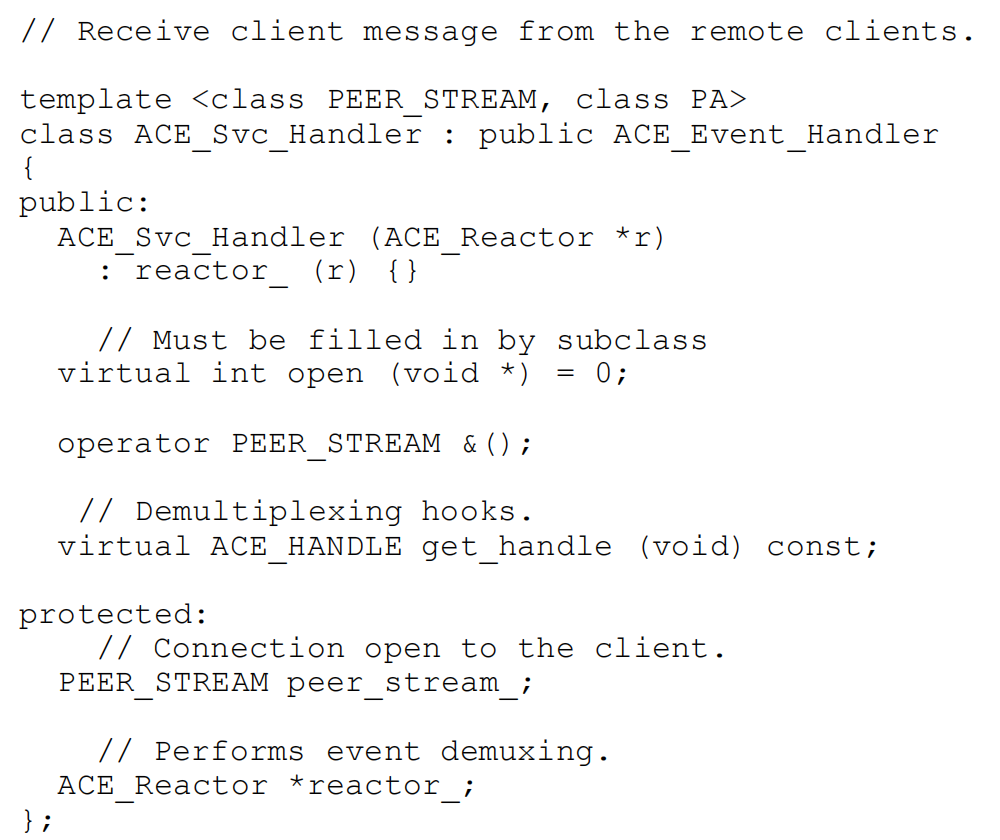 // Receive client message from the remote clients.
template <class PEER_STREAM, class PA>
class ACE_Svc_Handler : public ACE_Event_Handler
{
public:
ACE_Svc_Handler (ACE_Reactor *r)
: reactor_ (r) {}
// Must be filled in by subclass
virtual int open (void *) = 0;
operator PEER_STREAM &();
// Demultiplexing hooks.
virtual ACE_HANDLE get_handle (void) const;
protected:
// Connection open to the client.
PEER_STREAM peer_stream_;
// Performs event demuxing.
ACE_Reactor *reactor_;
};